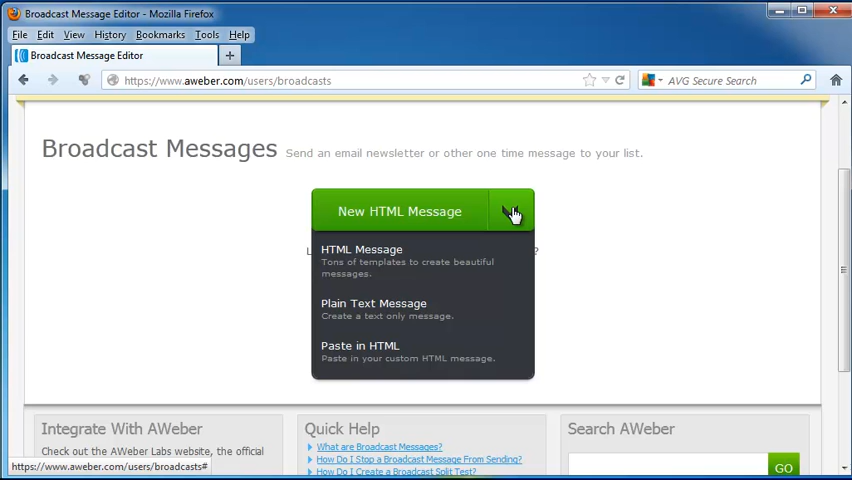 Broadcast Message Editor - Mozilla Firefox
File Edit View History Bookmarks Tools Help
Broadcast Message Editor
https://www.aweber.com/users/broadcasts
AVG Secure Search
Broadcast Messages Send an email newsletter or other one time message to your list.
New HTML Message
HTML Message
Tons of templates to create beautiful
messages.
Plain Text Message
Create a text only message.
Paste in HTML
Paste in your custom HTML message.
Integrate With AWeber
Check out the AWeber Labs website, the official
https://www.aweber.com/users/broadcasts#
Quick Help
What are Broadcast Messages?
How Do I Stop a Broadcast Message From Sending?
How Do I Create a Broadcast Split Test?
Search AWeber
GO